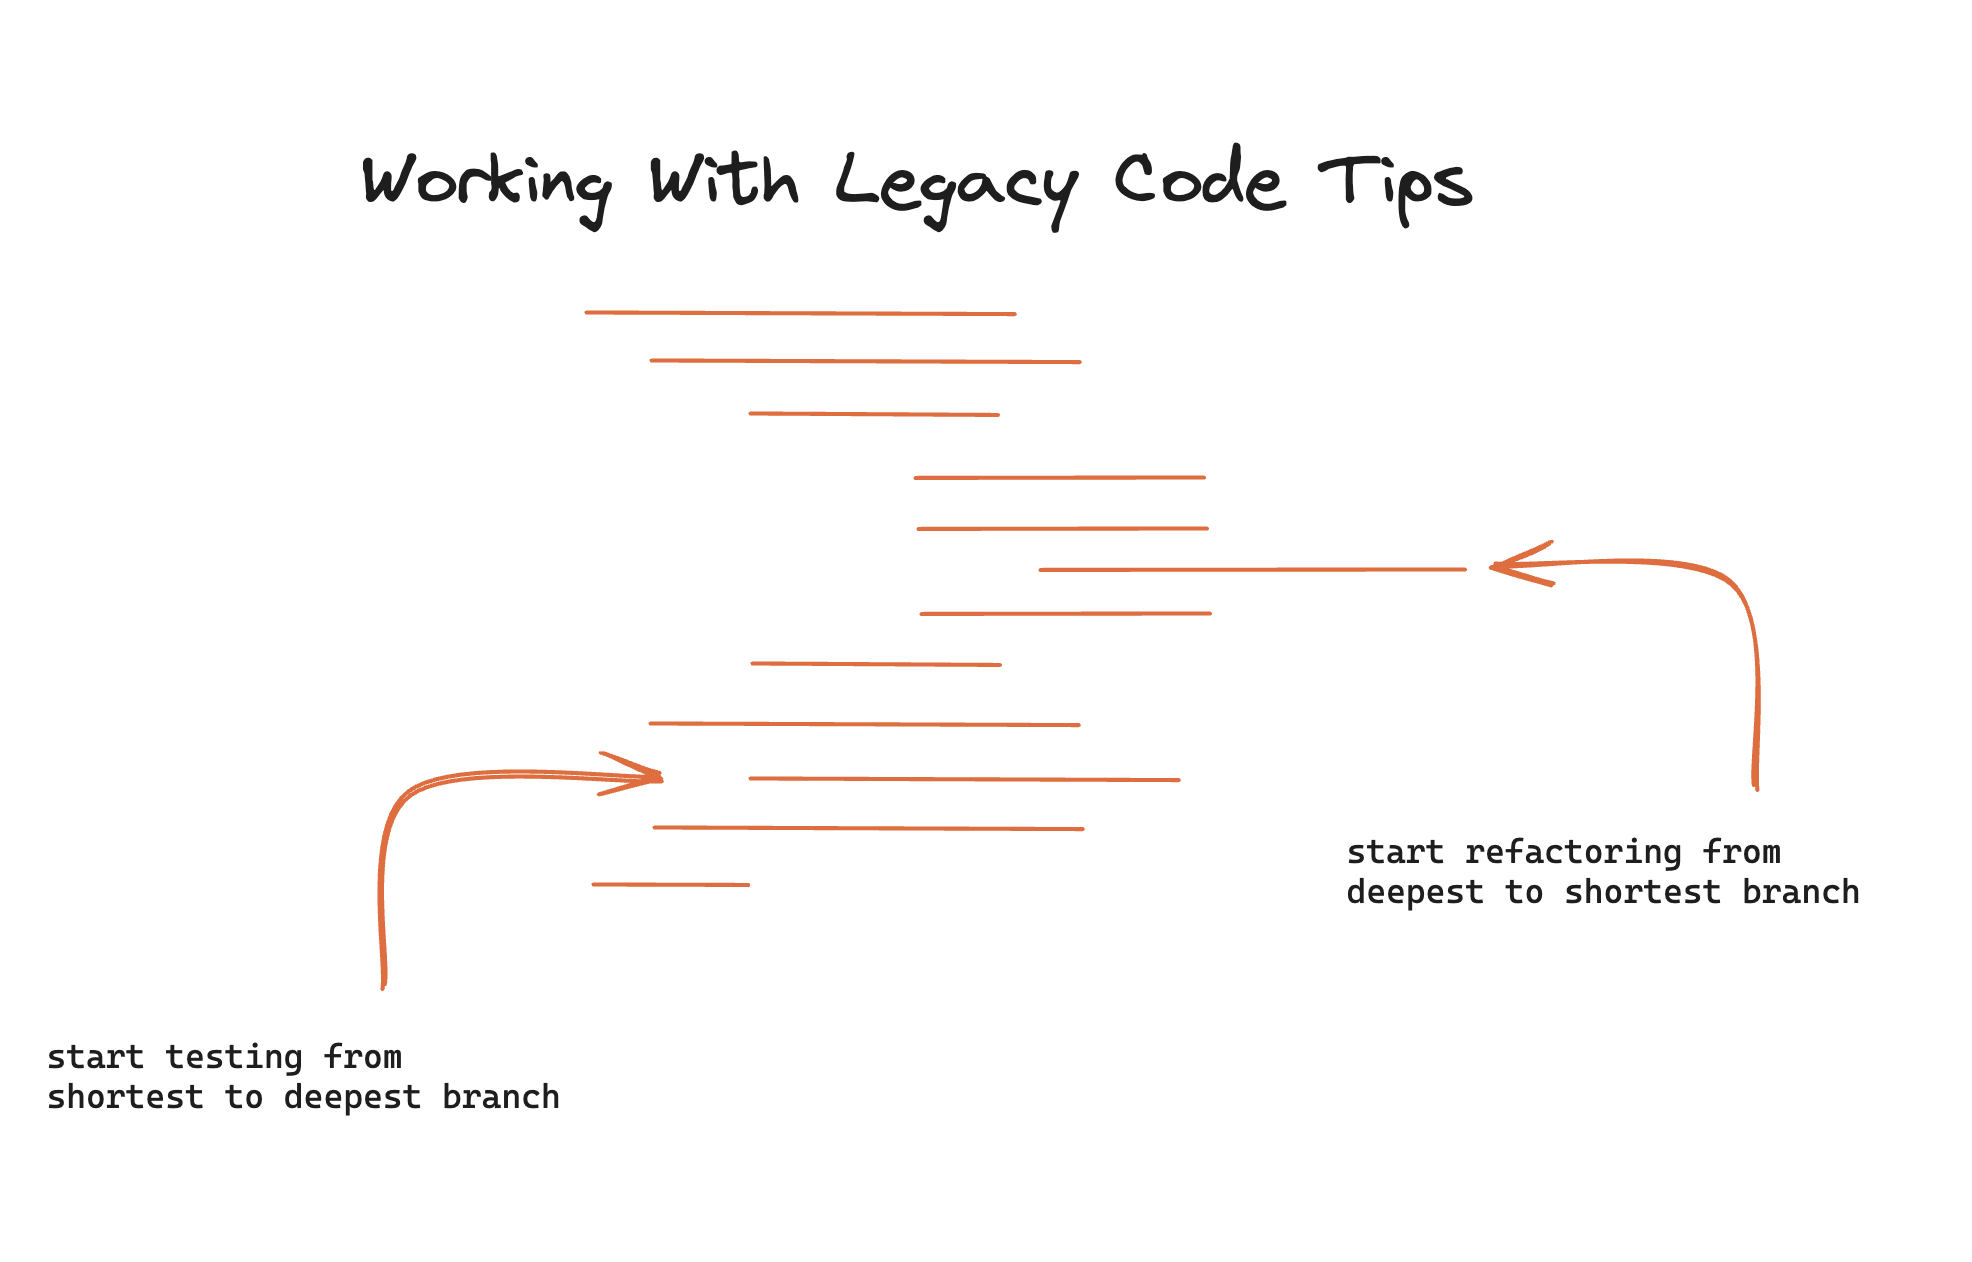 Working With Legacy Code Tips
start refactoring from
deepest to shortest branch
start testing from
shortest to deepest branch